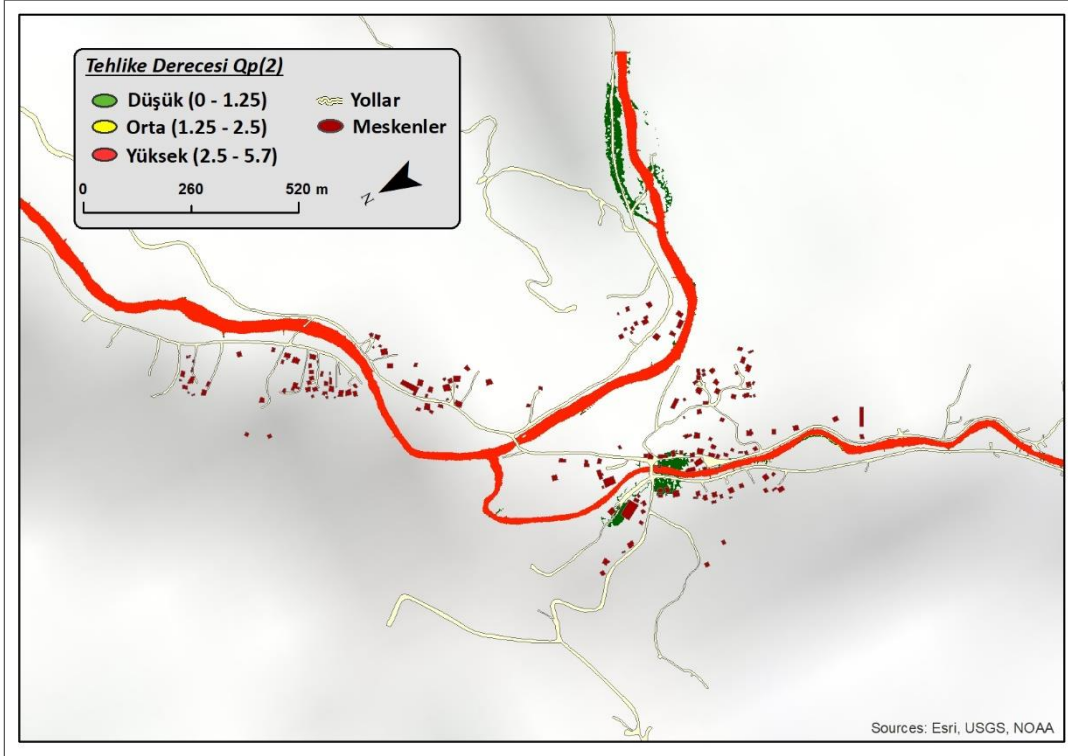 Tehlike Derecesi Qp(2)
Düşük (0 - 1.25)
Orta (1.25 - 2.5)
Yüksek (2.5 - 5.7)
Yollar
Meskenler
0 260 520 m
N
Sources: Esri, USGS, NOAA